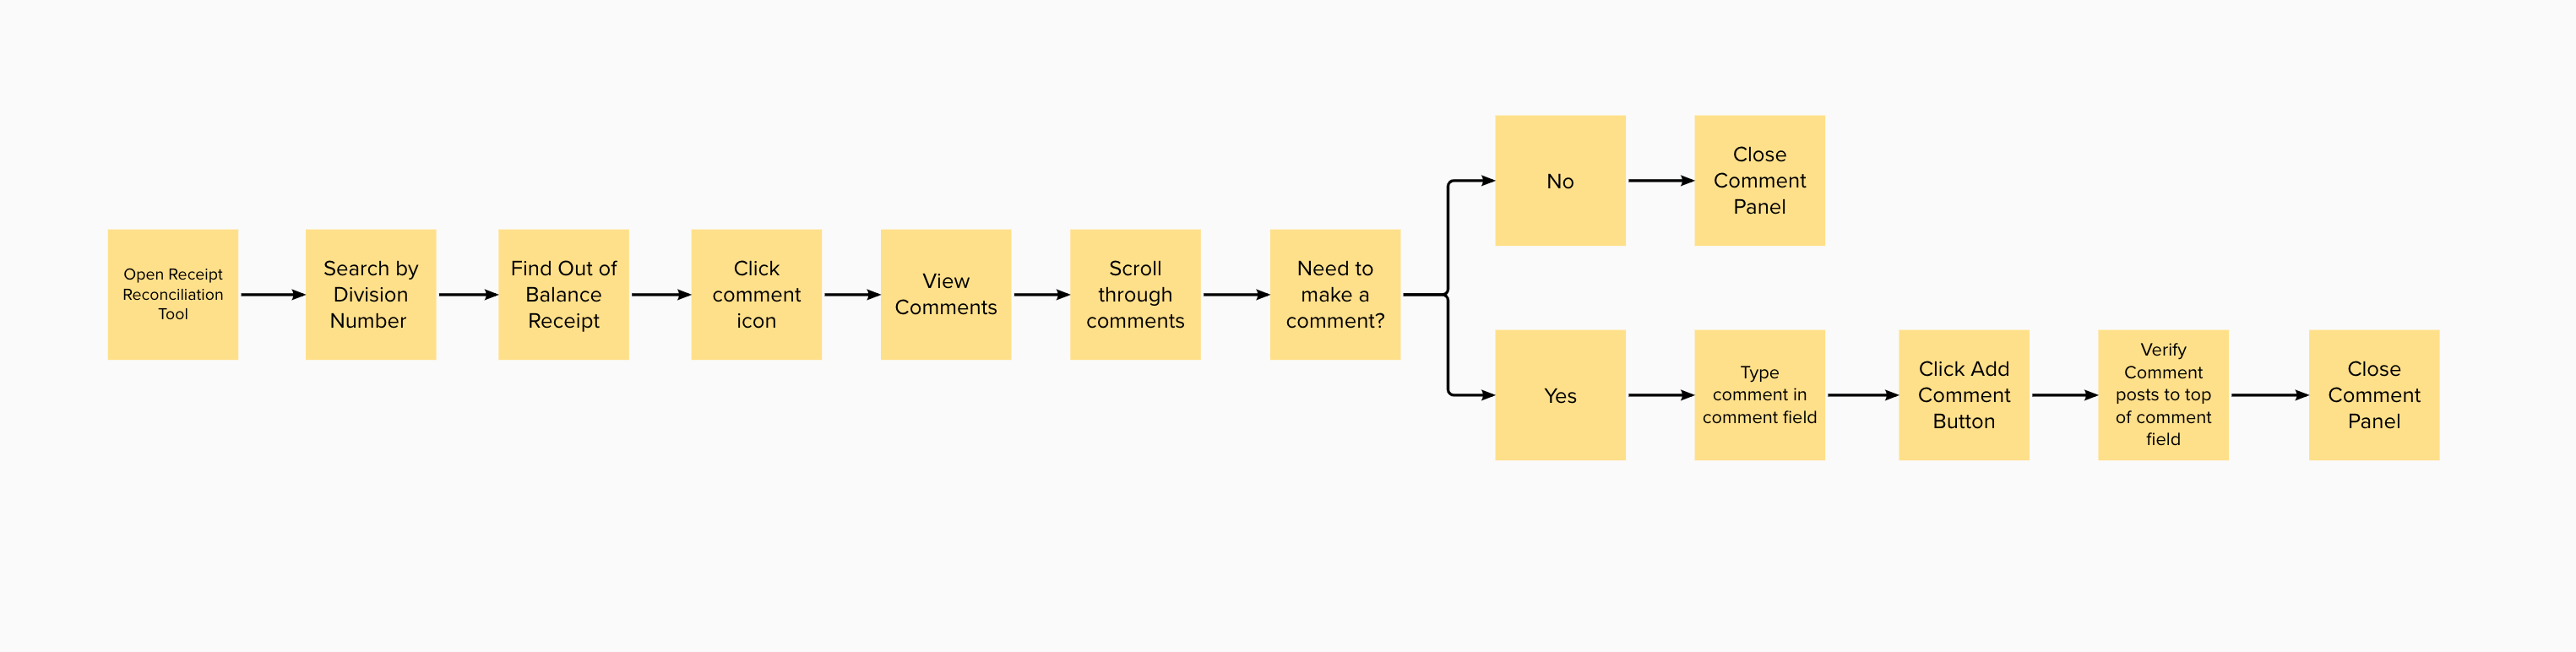 Open Receipt
Reconciliation
Tool
Search by
Division
Number
Find Out of
Balance
Receipt
Click
comment
icon
View
Comments
Scroll
through
comments
Need to
make a
comment?
No
Close
Comment
Panel
Yes
Type
comment in
comment field
Click Add
Comment
Button
Verify
Comment
posts to top
of comment
field
Close
Comment
Panel